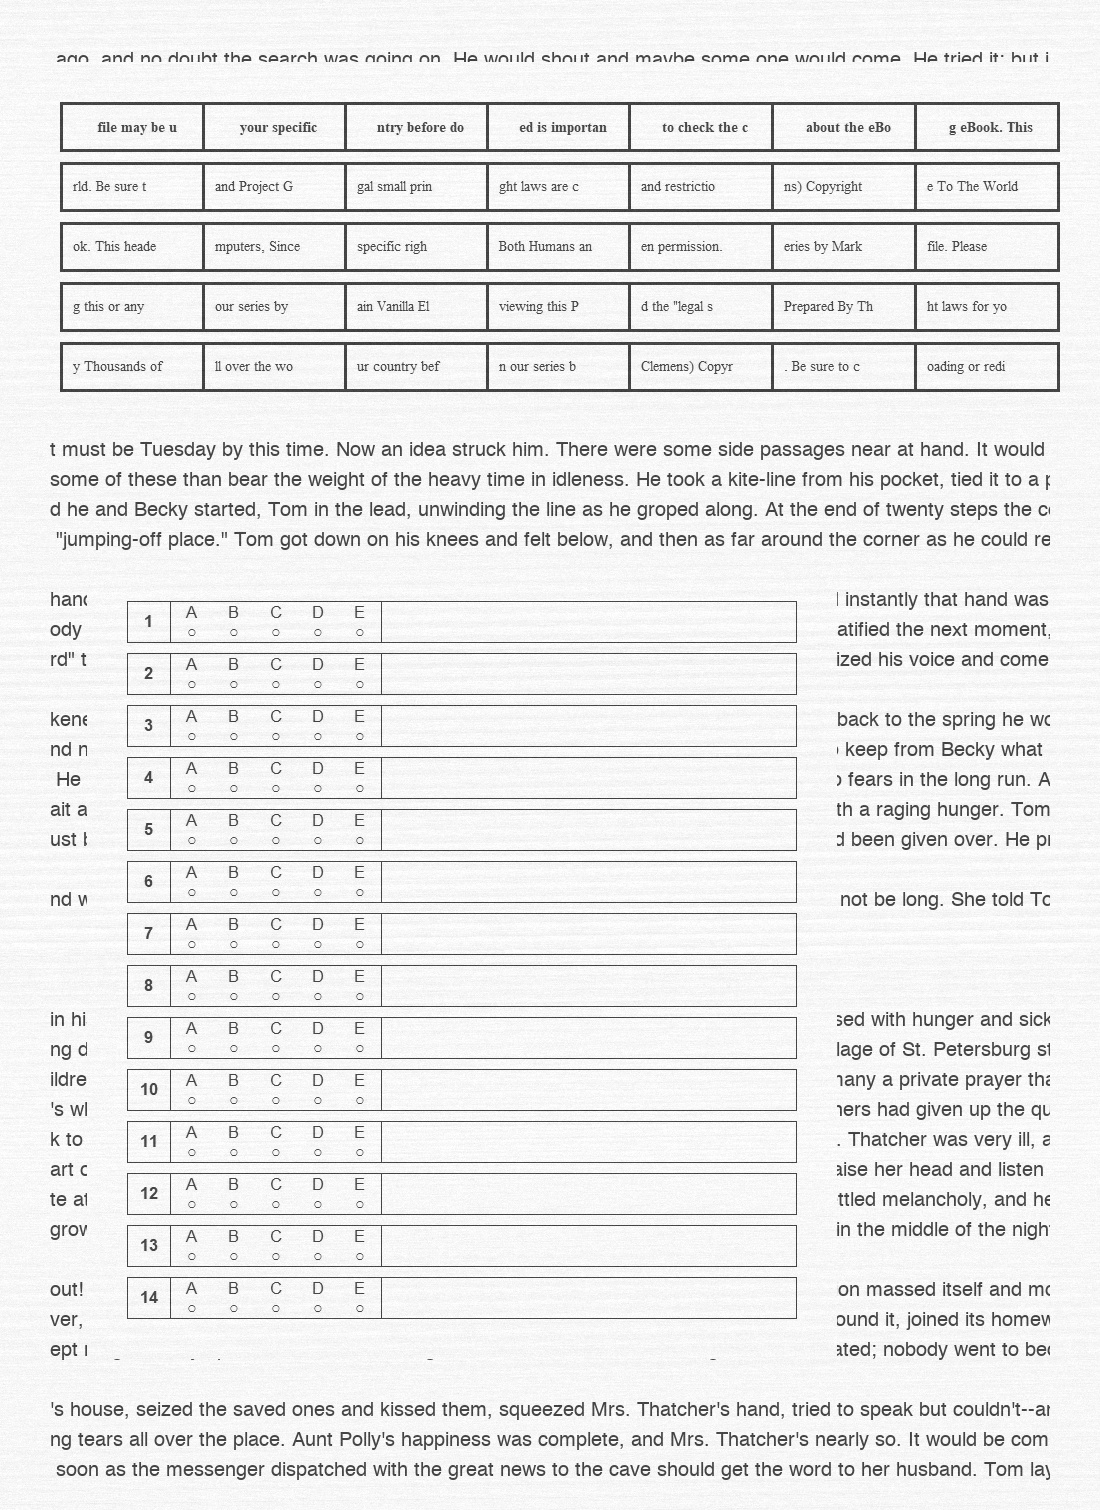 ago, and no doubt the search was going on. He would shout and maybe some one would come. He tried it; but i
file may be u your specific ntry before do ed is importan to check the c about the eBo g eBook. This
rld. Be sure t and Project G gal small prin ght laws are c and restrictio ns) Copyright e To The World
ok. This heade mputers, Since specific righ Both Humans an en permission. eries by Mark file. Please
g this or any our series by ain Vanilla El viewing this P d the "legal s Prepared By Th ht laws for yo
y Thousands of ll over the wo ur country bef n our series b Clemens) Copyr . Be sure to c oading or redi
t must be Tuesday by this time. Now an idea struck him. There were some side passages near at hand. It would
some of these than bear the weight of the heavy time in idleness. He took a kite-line from his pocket, tied it to a p
d he and Becky started, Tom in the lead, unwinding the line as he groped along. At the end of twenty steps the co
"jumping-off place." Tom got down on his knees and felt below, and then as far around the corner as he could re
hand instantly that hand was
ody atified the next moment,
rd" t ized his voice and come
kene back to the spring he wo
nd n keep from Becky what
He fears in the long run. A
ait a th a raging hunger. Tom
ust b d been given over. He pr
nd w not be long. She told To
in hi sed with hunger and sick
ng d lage of St. Petersburg st
ildre many a private prayer tha
's wh hers had given up the qu
k to . Thatcher was very ill, a
art o aise her head and listen
te at ttled melancholy, and he
grow in the middle of the nigh
out! on massed itself and mo
ver, ound it, joined its homew
ept ated; nobody went to bed
1 A B C D E
2 A B C D E
3 A B C D E
4 A B C D E
5 A B C D E
6 A B C D E
7 A B C D E
8 A B C D E
9 A B C D E
10 A B C D E
11 A B C D E
12 A B C D E
13 A B C D E
14 A B C D E
's house, seized the saved ones and kissed them, squeezed Mrs. Thatcher's hand, tried to speak but couldn't--an
ng tears all over the place. Aunt Polly's happiness was complete, and Mrs. Thatcher's nearly so. It would be com
soon as the messenger dispatched with the great news to the cave should get the word to her husband. Tom lay